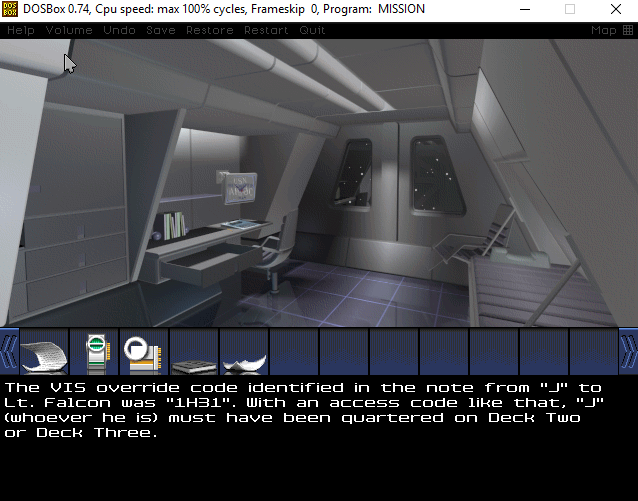 DOSBox 0.74, Cpu speed: max 100% cycles, Frameskip 0, Program: MISSION
DOS
BOX
Help Volume Undo Save Restore Restart Quit Map
The VIS override code identified in the note from "J" to
Lt. Falcon was "1H31". With an access code like that, "J"
(whoever he is) must have been quartered on Deck Two
or Deck Three.